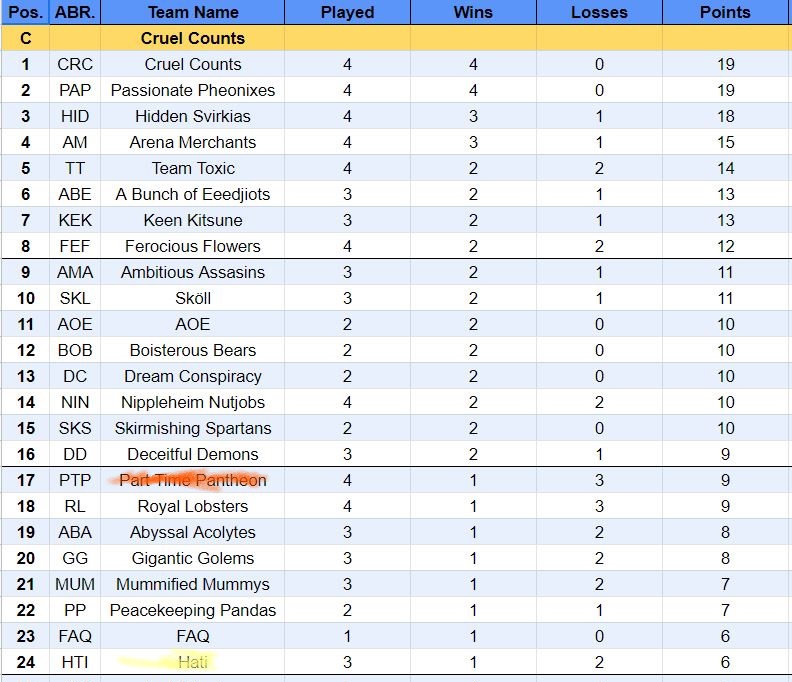 Pos. ABR. Team Name Played Wins Losses Points
C Cruel Counts
1 CRC Cruel Counts 4 4 0 19
2 PAP Passionate Pheonixes 4 4 0 19
3 HID Hidden Svirkias 4 3 1 18
4 AM Arena Merchants 4 3 1 15
5 TT Team Toxic 4 2 2 14
6 ABE A Bunch of Eeedjiots 3 2 1 13
7 KEK Keen Kitsune 3 2 1 13
8 FEF Ferocious Flowers 4 2 2 12
9 AMA Ambitious Assasins 3 2 1 11
10 SKL Sköll 3 2 1 11
11 AOE AOE 2 2 0 10
12 BOB Boisterous Bears 2 2 0 10
13 DC Dream Conspiracy 2 2 0 10
14 NIN Nippleheim Nutjobs 4 2 2 10
15 SKS Skirmishing Spartans 2 2 0 10
16 DD Deceitful Demons 3 2 1 9
17 PTP Part Time Pantheon 4 1 3 9
18 RL Royal Lobsters 4 1 3 9
19 ABA Abyssal Acolytes 3 1 2 8
20 GG Gigantic Golems 3 1 2 8
21 MUM Mummified Mummys 3 1 2 7
22 PP Peacekeeping Pandas 2 1 1 7
23 FAQ FAQ 1 1 0 6
24 HTI Hati 3 1 2 6